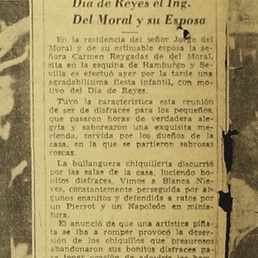 Día de Reyes el Ing.
Del Moral y su Esposa
En la residencia del señor Jorge del
Moral y de su estimable esposa la se-
ñora Carmen Reygadas de del Moral,
sita en la esquina de Hamburgo y
Sevilla es efectuó ayer por la tarde una
agradabilísima fiesta infantil, con
motivo del Día de Reyes.
Tuvo la característica esta reunión
de ser de disfraces para los pequeños,
que pasaron horas de verdadera ale-
gría y saborearon una exquisita me-
rienda, servida por los dueños de la
casa, en la que se partieron sabrosas
roscas.
La bullanguera chiquillería discurrió
por las salas de la casa, luciendo bo-
nitos disfraces. Vimos a Blanca Nie-
ves, constantemente perseguida por al-
gunos enanitos y defendida a ratos por
un Pierrot y un Napoleón en minia-
tura.
El anuncio de que una artística piña-
ta se iba a romper provocó la deser-
ción de los chiquillos que presurosos
abandonaron sus bonitos disfraces pa-